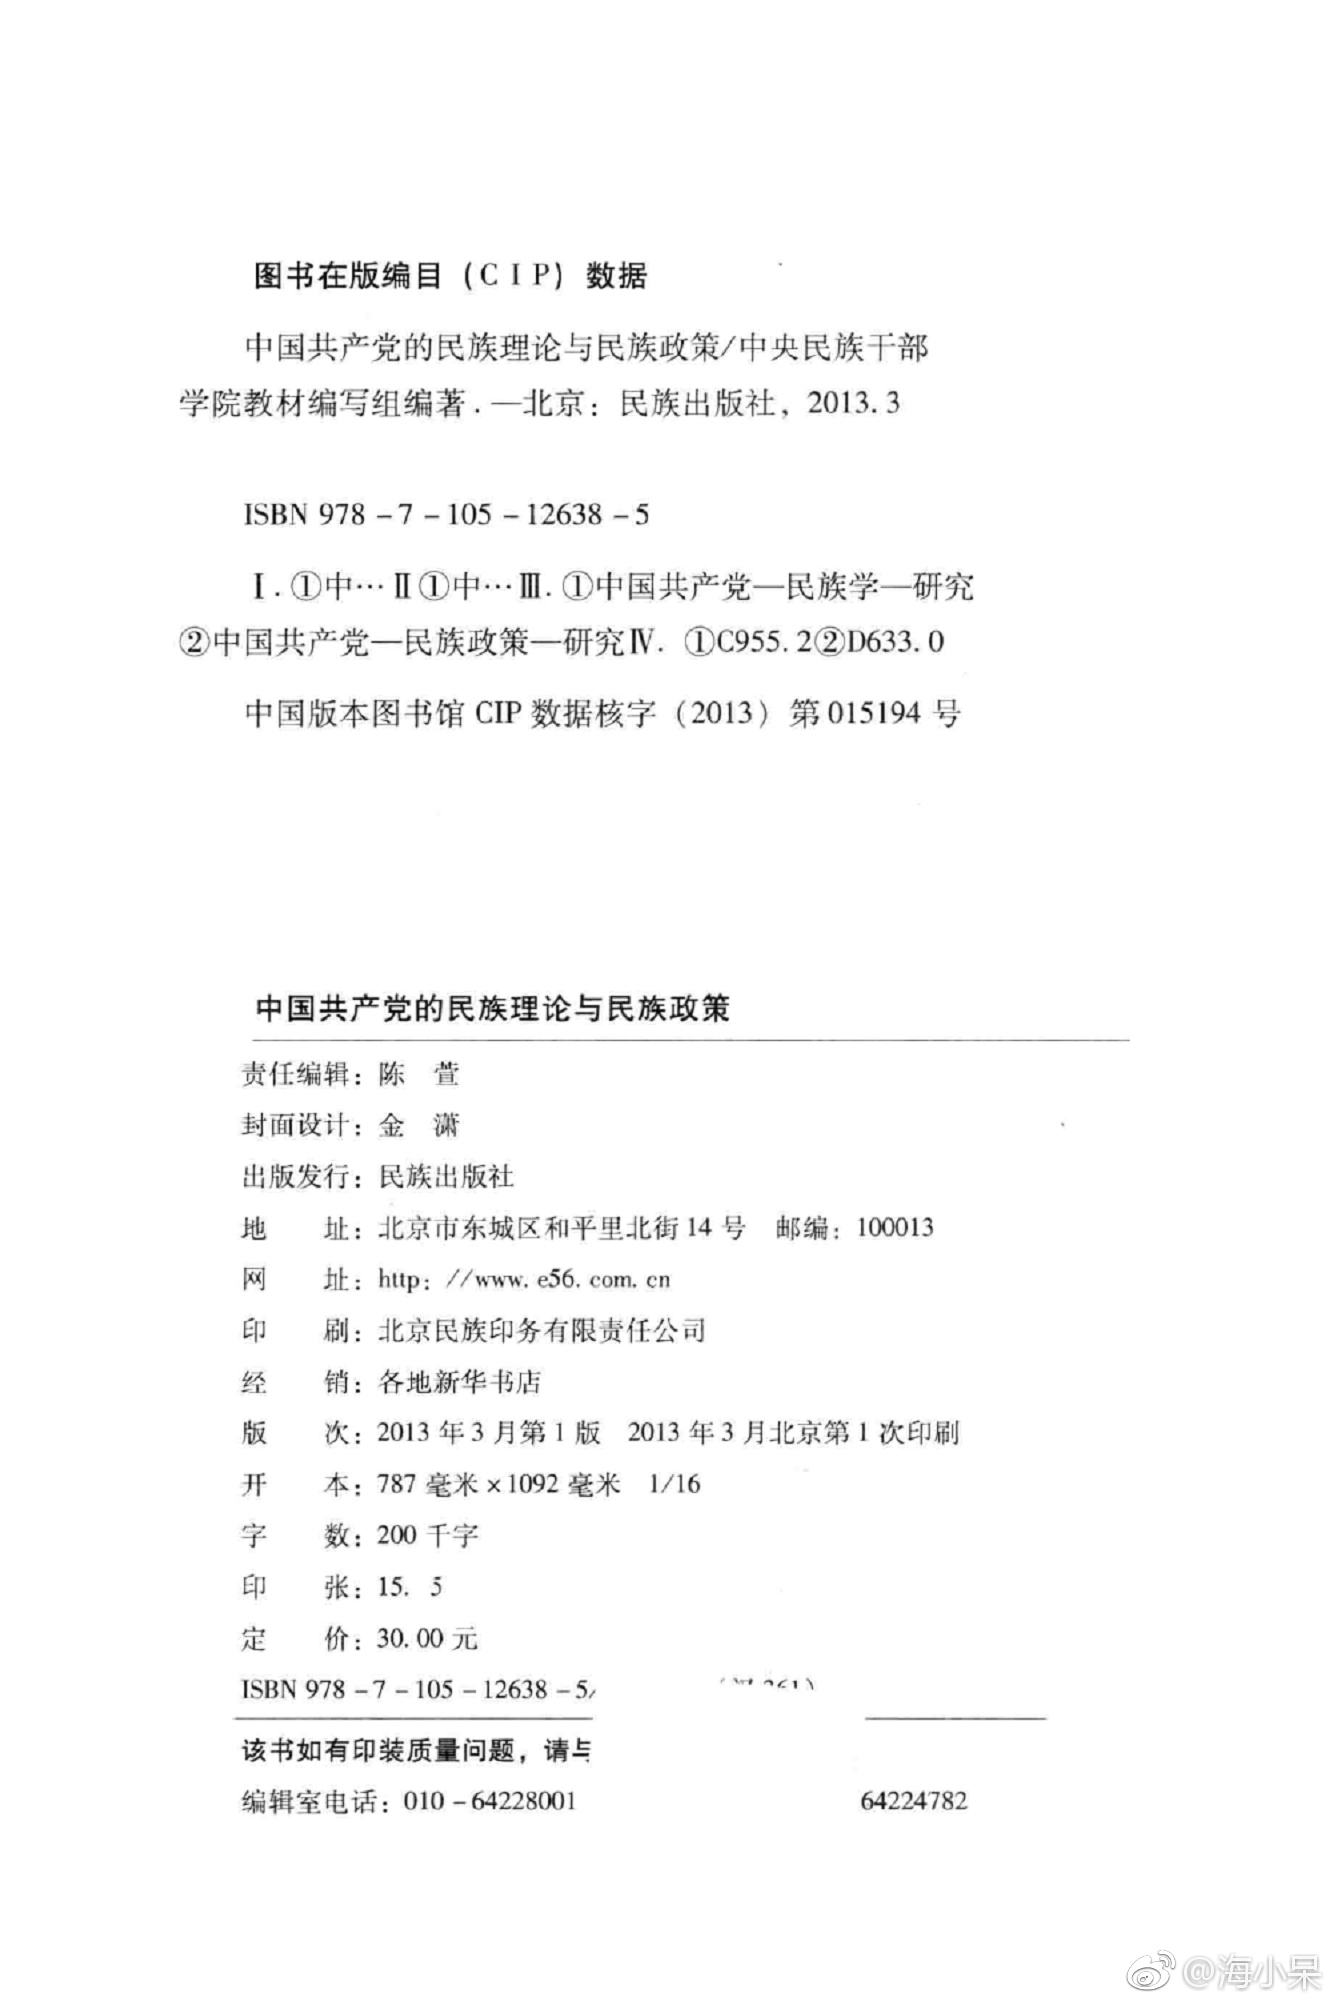 图书在版编目(CIP)数据
中国共产党的民族理论与民族政策/中央民族干部
学院教材编写组编著.—北京:民族出版社,2013.3
ISBN 978-7-105-12638-5
Ⅰ.①中…Ⅱ①中…Ⅲ.①中国共产党—民族学—研究
②中国共产党—民族政策—研究Ⅳ.①C955.2②D633.0
中国版本图书馆 CIP 数据核字(2013)第 015194 号
中国共产党的民族理论与民族政策
责任编辑:陈 萱
封面设计:金 潇
出版发行:民族出版社
地 址:北京市东城区和平里北街14号 邮编:100013
网 址:http://www.e56.com.cn
印 刷:北京民族印务有限责任公司
经 销:各地新华书店
版 次:2013年3月第1版 2013年3月北京第1次印刷
开 本:787毫米×1092毫米 1/16
字 数:200千字
印 张:15.5
定 价:30.00元
ISBN 978-7-105-12638-5/
该书如有印装质量问题,请与
编辑室电话:010-64228001 64224782
@海小呆